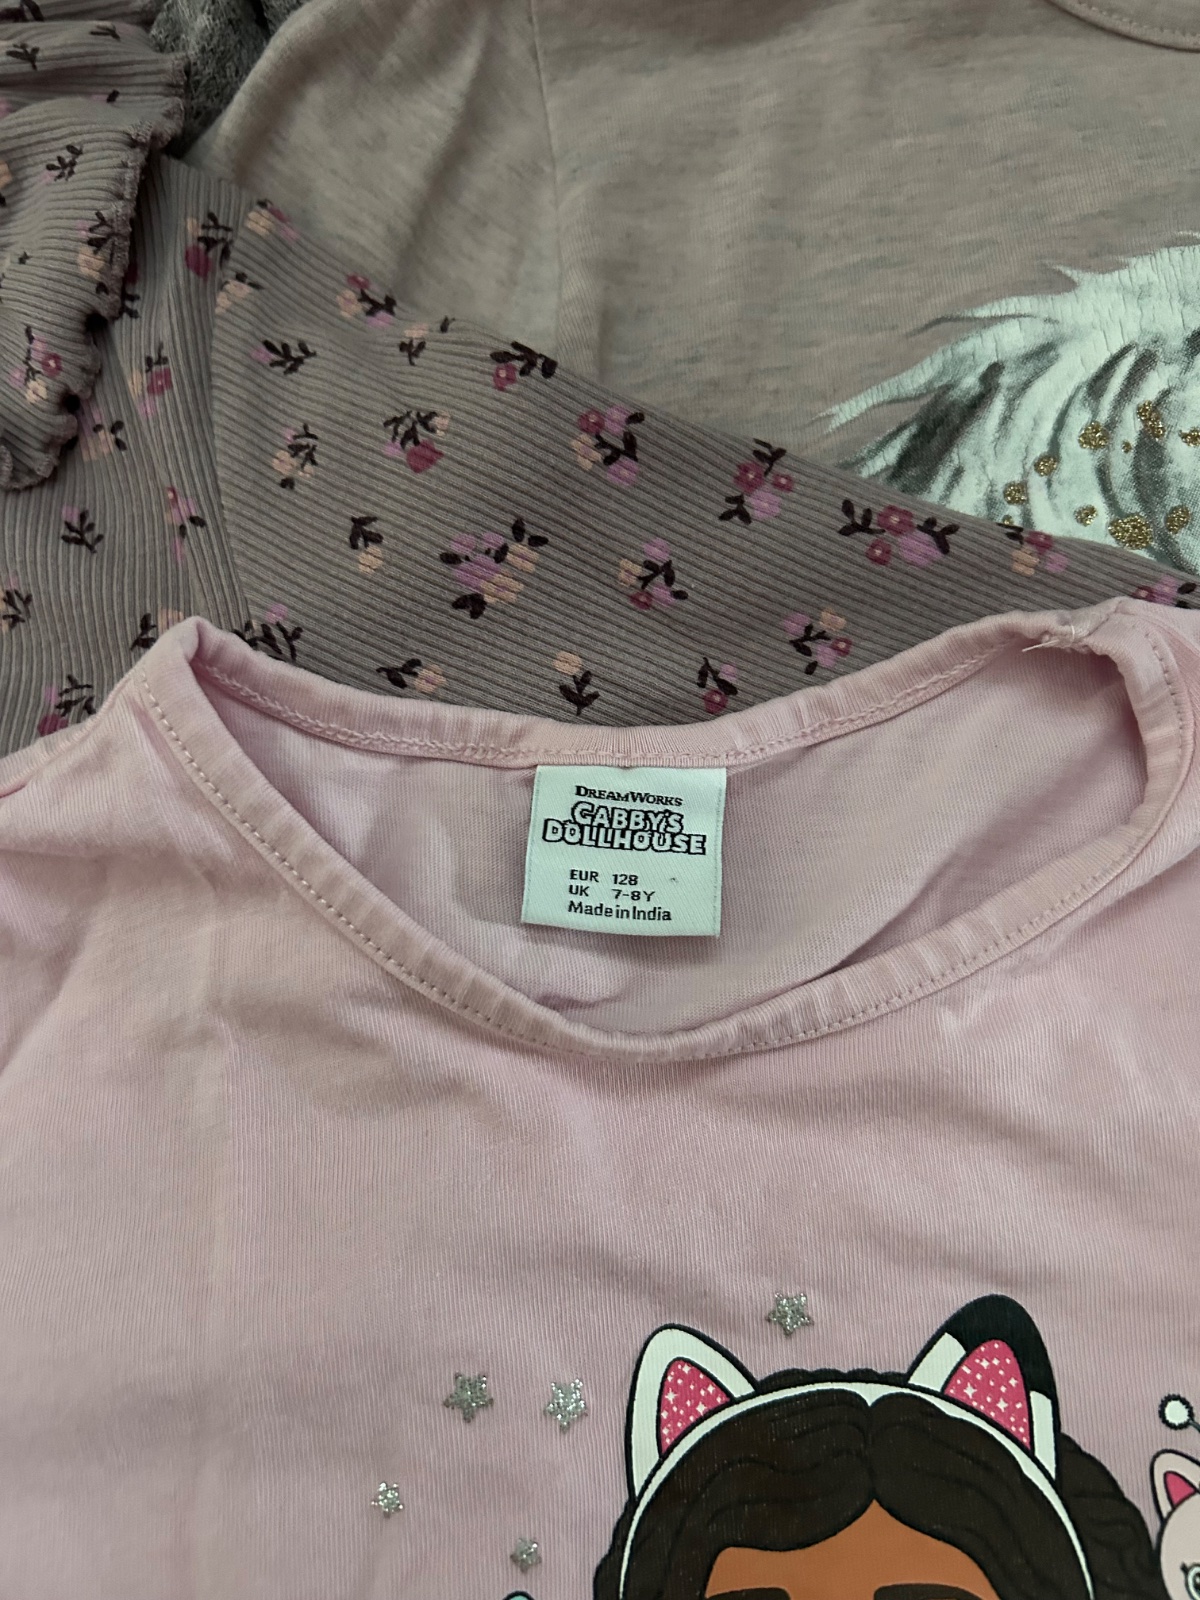 DREAMWORKS
GABBY'S
DOLLHOUSE
EUR 128
UK 7-8Y
Made in India